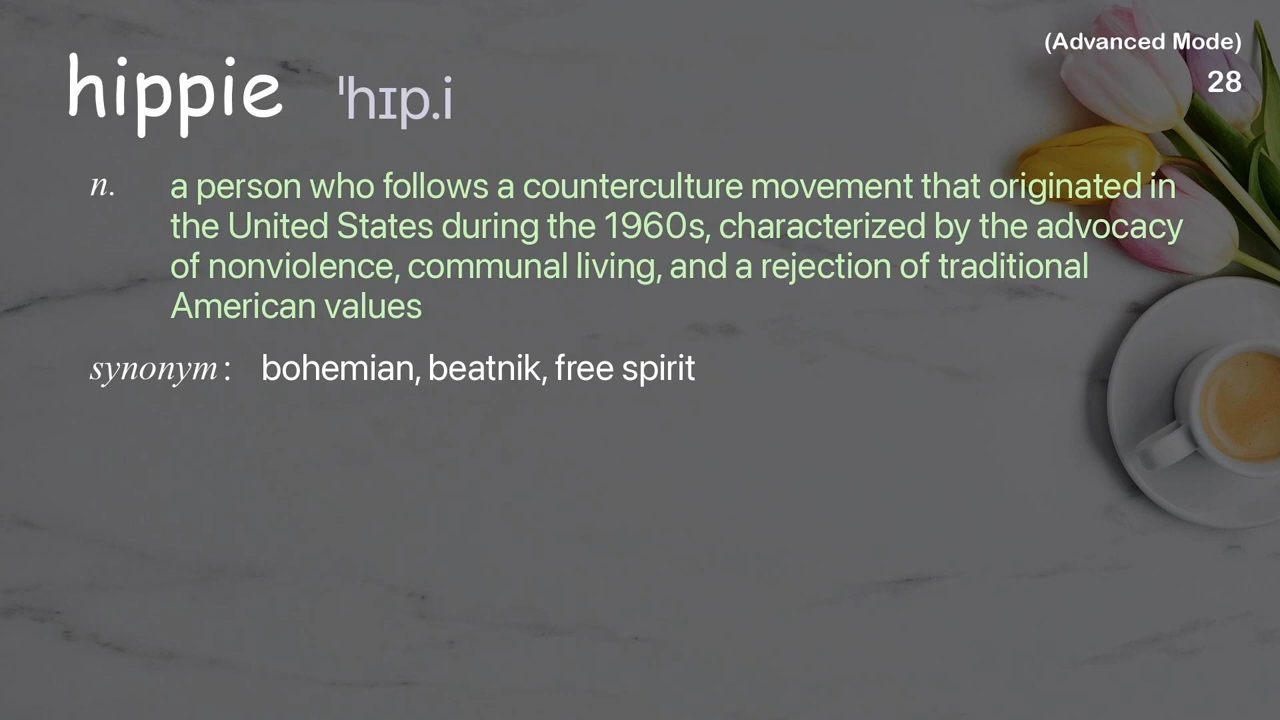 (Advanced Mode)
28
hippie ˈhɪp.i
n. a person who follows a counterculture movement that originated in
the United States during the 1960s, characterized by the advocacy
of nonviolence, communal living, and a rejection of traditional
American values
synonym: bohemian, beatnik, free spirit